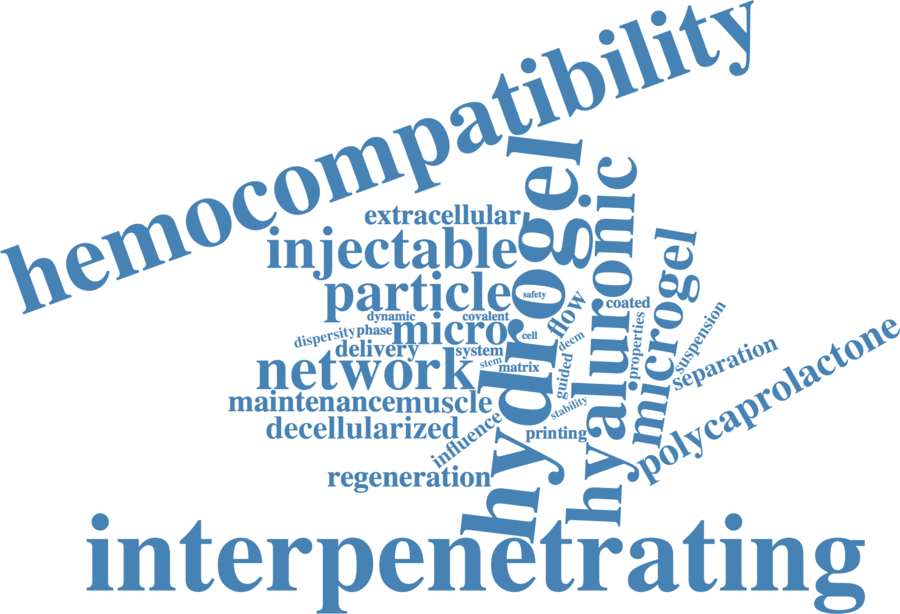 hemocompatibility
hydrogel
hyaluronic
extracellular
injectable
microgel
particle
safety
flow
coated
dynamic
covalent
dispersity
phase
micro
cell
decm
properties
suspension
delivery
system
separation
polycaprolactone
network
stem
matrix
guided
maintenance
muscle
stability
decellularized
influence
printing
regeneration
interpenetrating